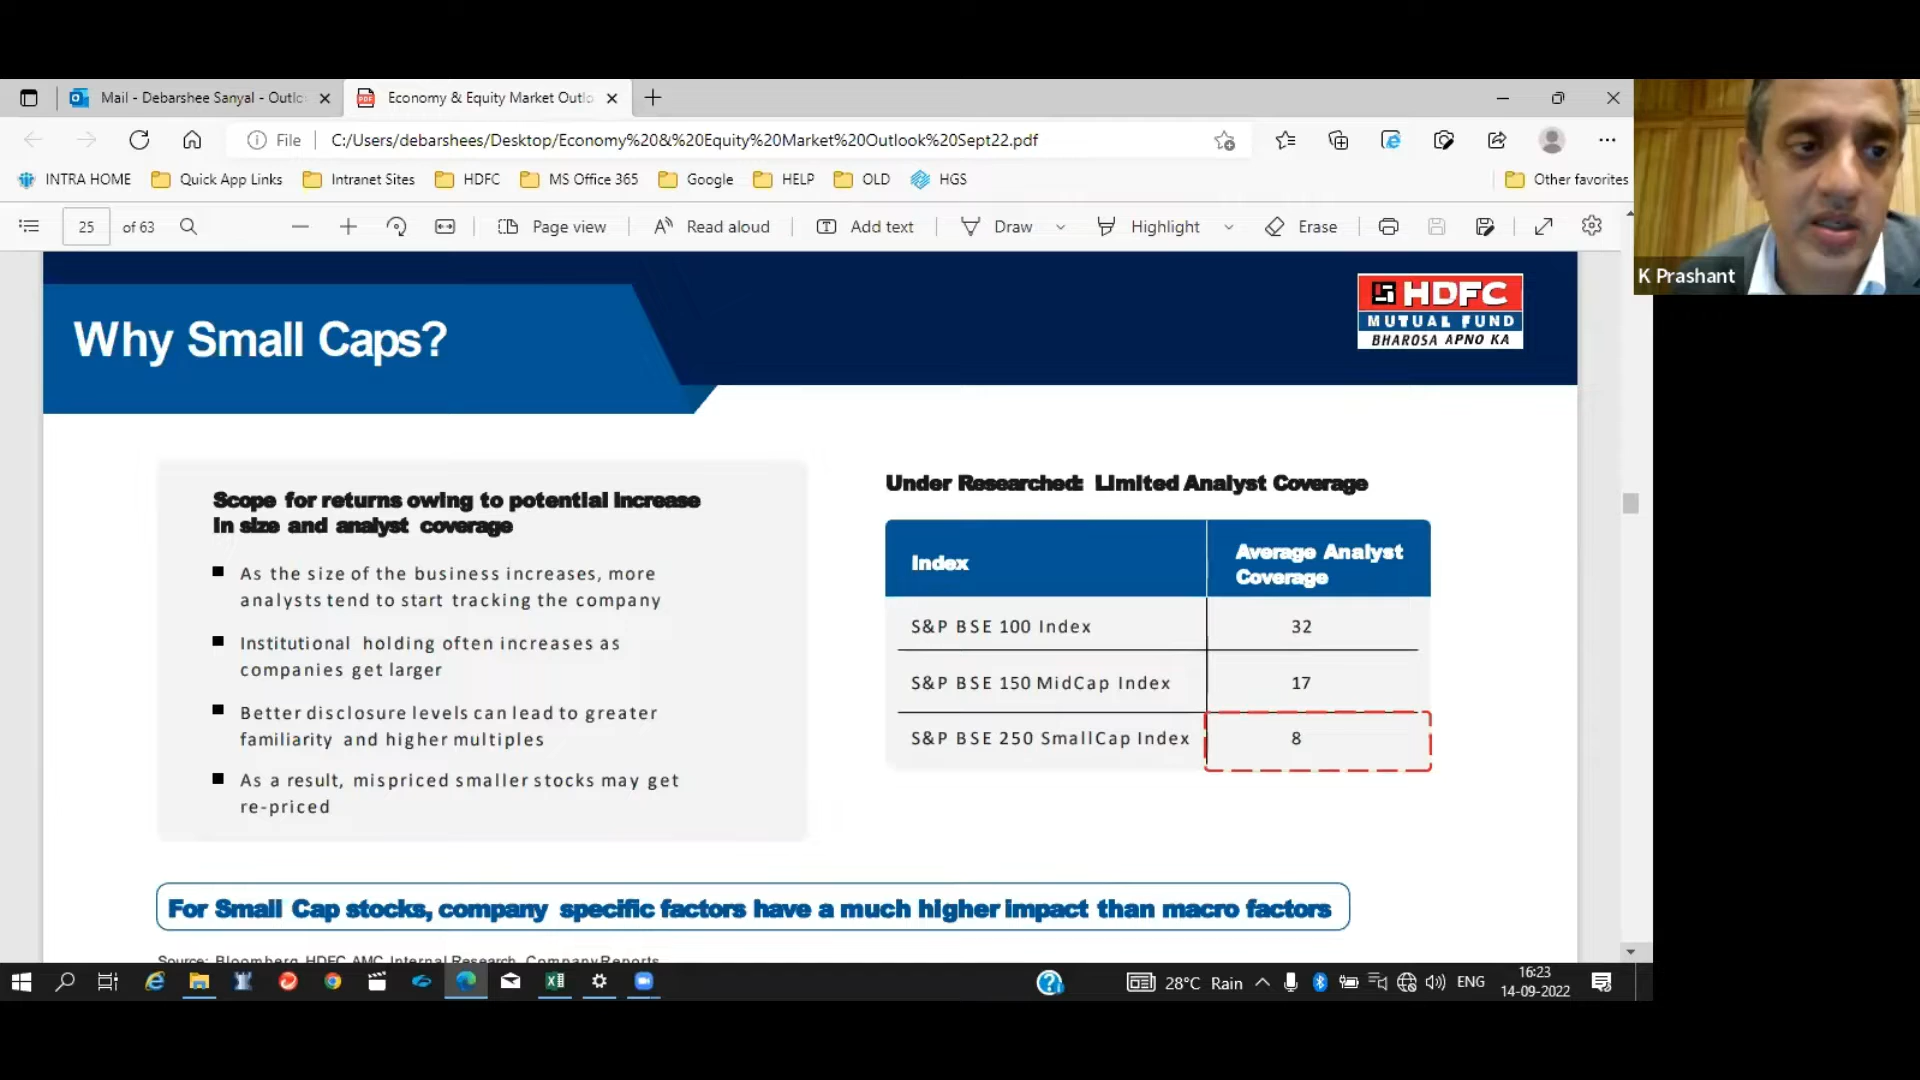 Mail - Debarshee Sanyal - Outlo
Economy & Equity Market Outlo
File
C:/Users/debarshees/Desktop/Economy%20&%20Equity%20Market%20Outlook%20Sept22.pdf
INTRA HOME
Quick App Links
Intranet Sites
HDFC
MS Office 365
Google
HELP
OLD
HGS
Other favorites
25 of 63
Page view
Read aloud
Add text
Draw
Highlight
Erase
K Prashant
Why Small Caps?
HDFC
MUTUAL FUND
BHAROSA APNO KA
Scope for returns owing to potential increase
in size and analyst coverage
As the size of the business increases, more
analysts tend to start tracking the company
Institutional holding often increases as
companies get larger
Better disclosure levels can lead to greater
familiarity and higher multiples
As a result, mispriced smaller stocks may get
re-priced
Under Researched: Limited Analyst Coverage
Index
Average Analyst
Coverage
S&P BSE 100 Index 32
S&P BSE 150 MidCap Index 17
S&P BSE 250 SmallCap Index 8
For Small Cap stocks, company specific factors have a much higher impact than macro factors
Source: Bloomberg, HDFC AMC Internal Research, Company Reports
28°C Rain
ENG
16:23
14-09-2022